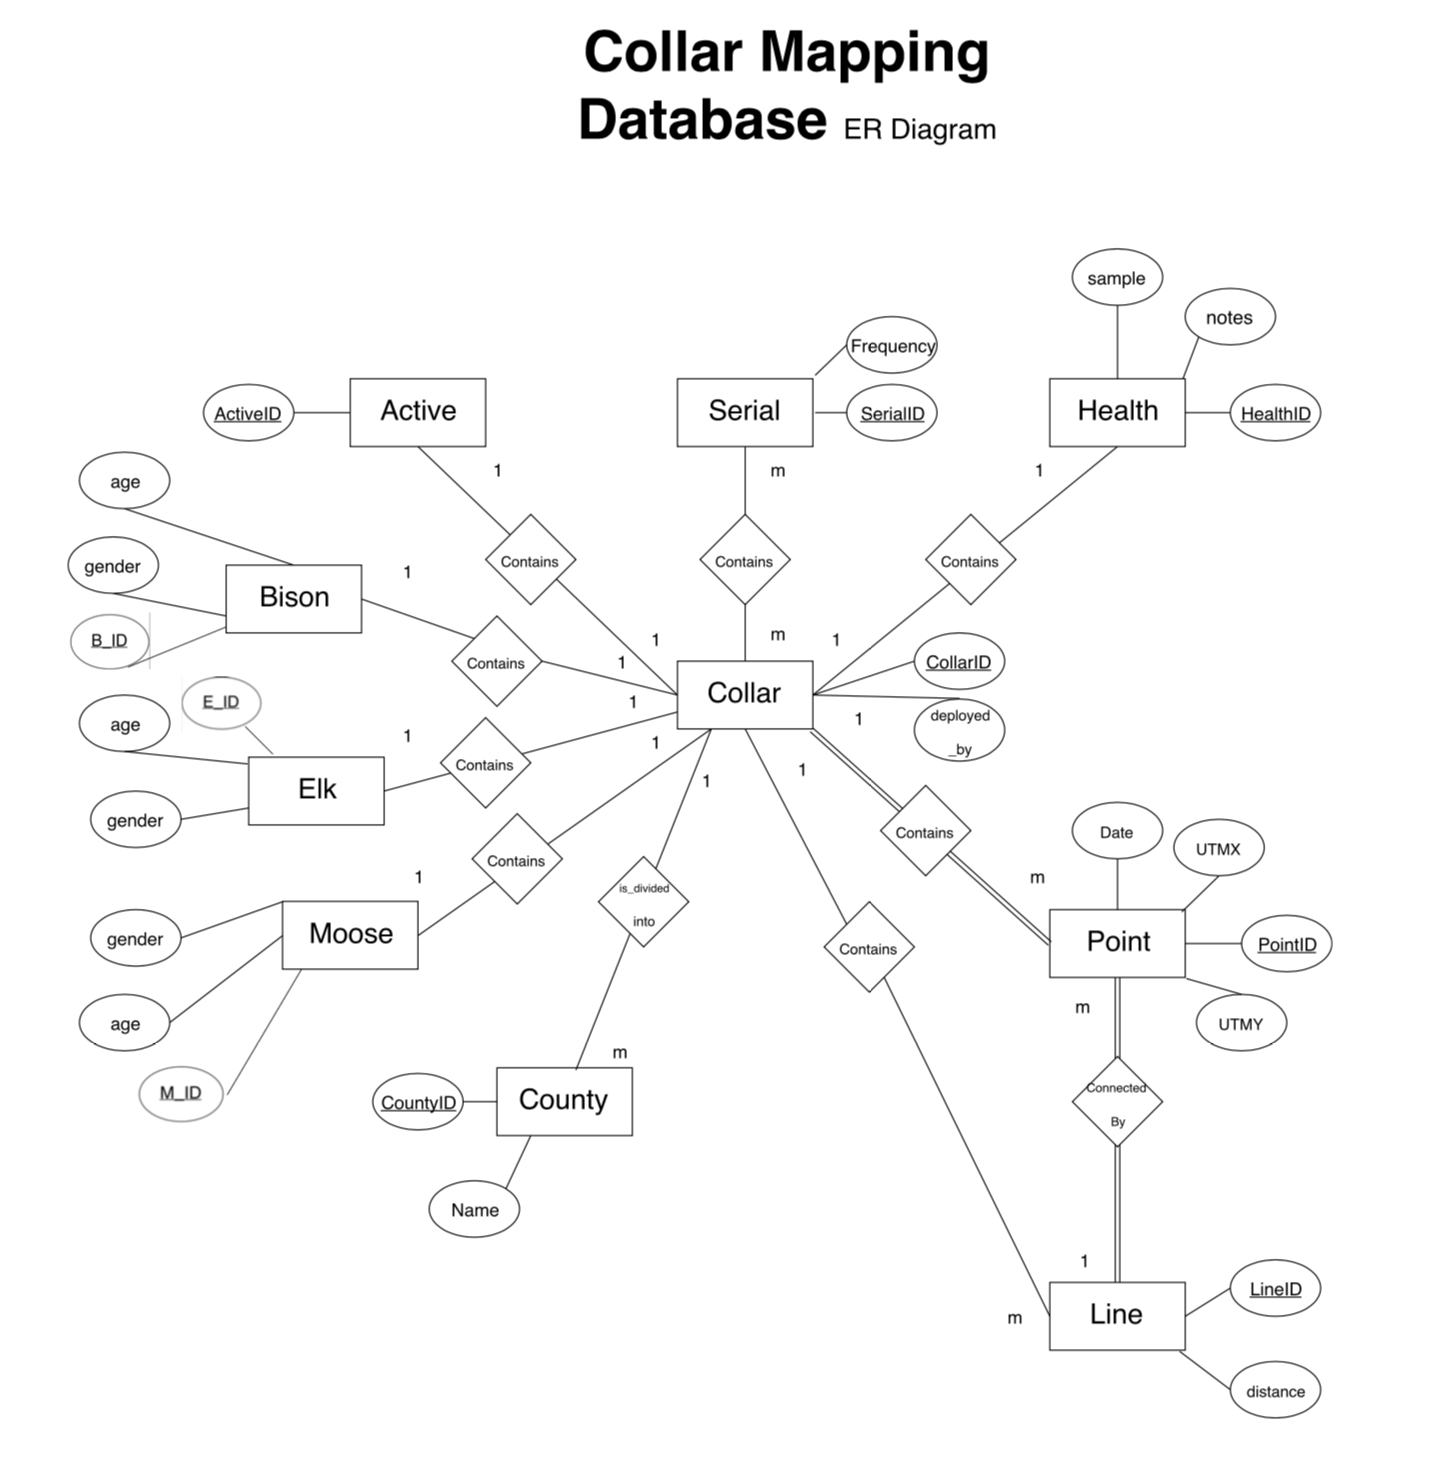 Collar Mapping
Database ER Diagram
sample
notes
Frequency
ActiveID
Active
Serial
SerialID
Health
HealthID
1
m
1
age
Contains
Contains
Contains
gender
1
Bison
B_ID
1
m
1
Contains
1
CollarID
E_ID
1
Collar
age
deployed
_by
1
1
1
Contains
1
1
Elk
gender
Contains
Date
UTMX
Contains
1
m
is_divided
into
gender
Moose
Contains
Point
PointID
age
m
UTMY
m
M_ID
CountyID
County
Connected
By
Name
1
LineID
m
Line
distance